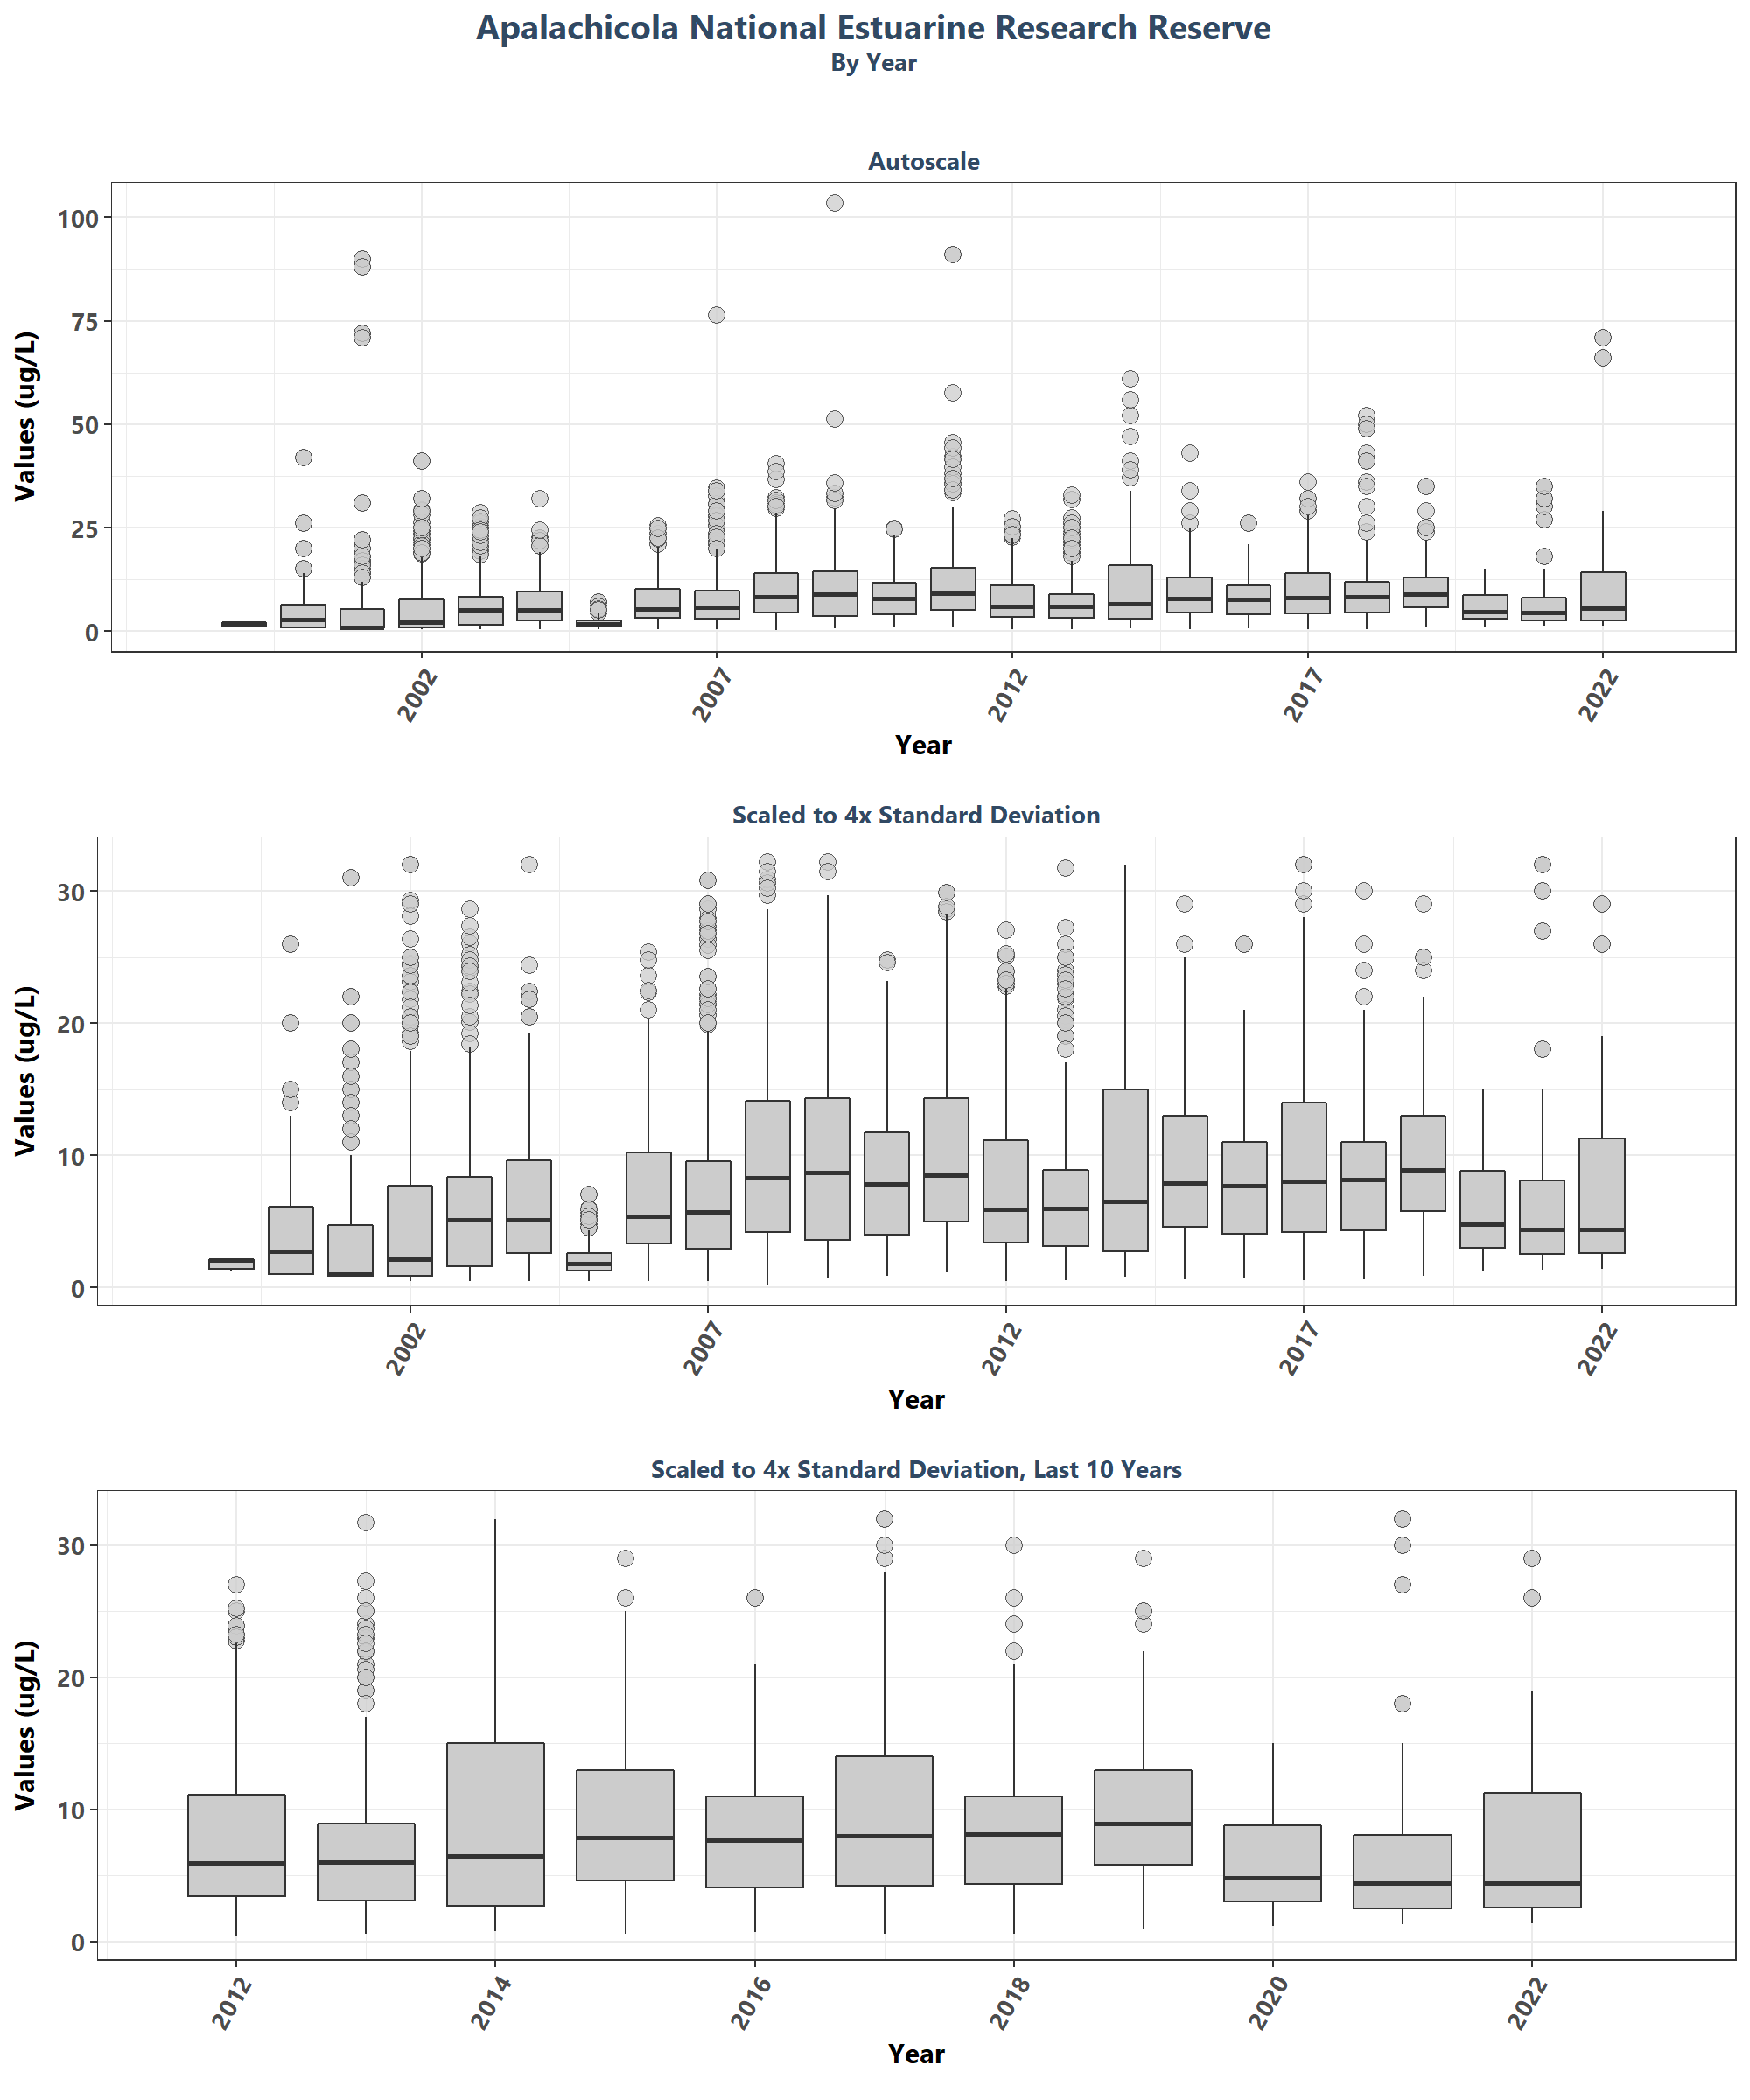 Apalachicola National Estuarine Research Reserve
By Year
Autoscale
Values (ug/L)
100
75
50
25
0
2002 2007 2012 2017 2022
Year
Scaled to 4x Standard Deviation
Values (ug/L)
30
20
10
0
2002 2007 2012 2017 2022
Year
Scaled to 4x Standard Deviation, Last 10 Years
Values (ug/L)
30
20
10
0
2012 2014 2016 2018 2020 2022
Year